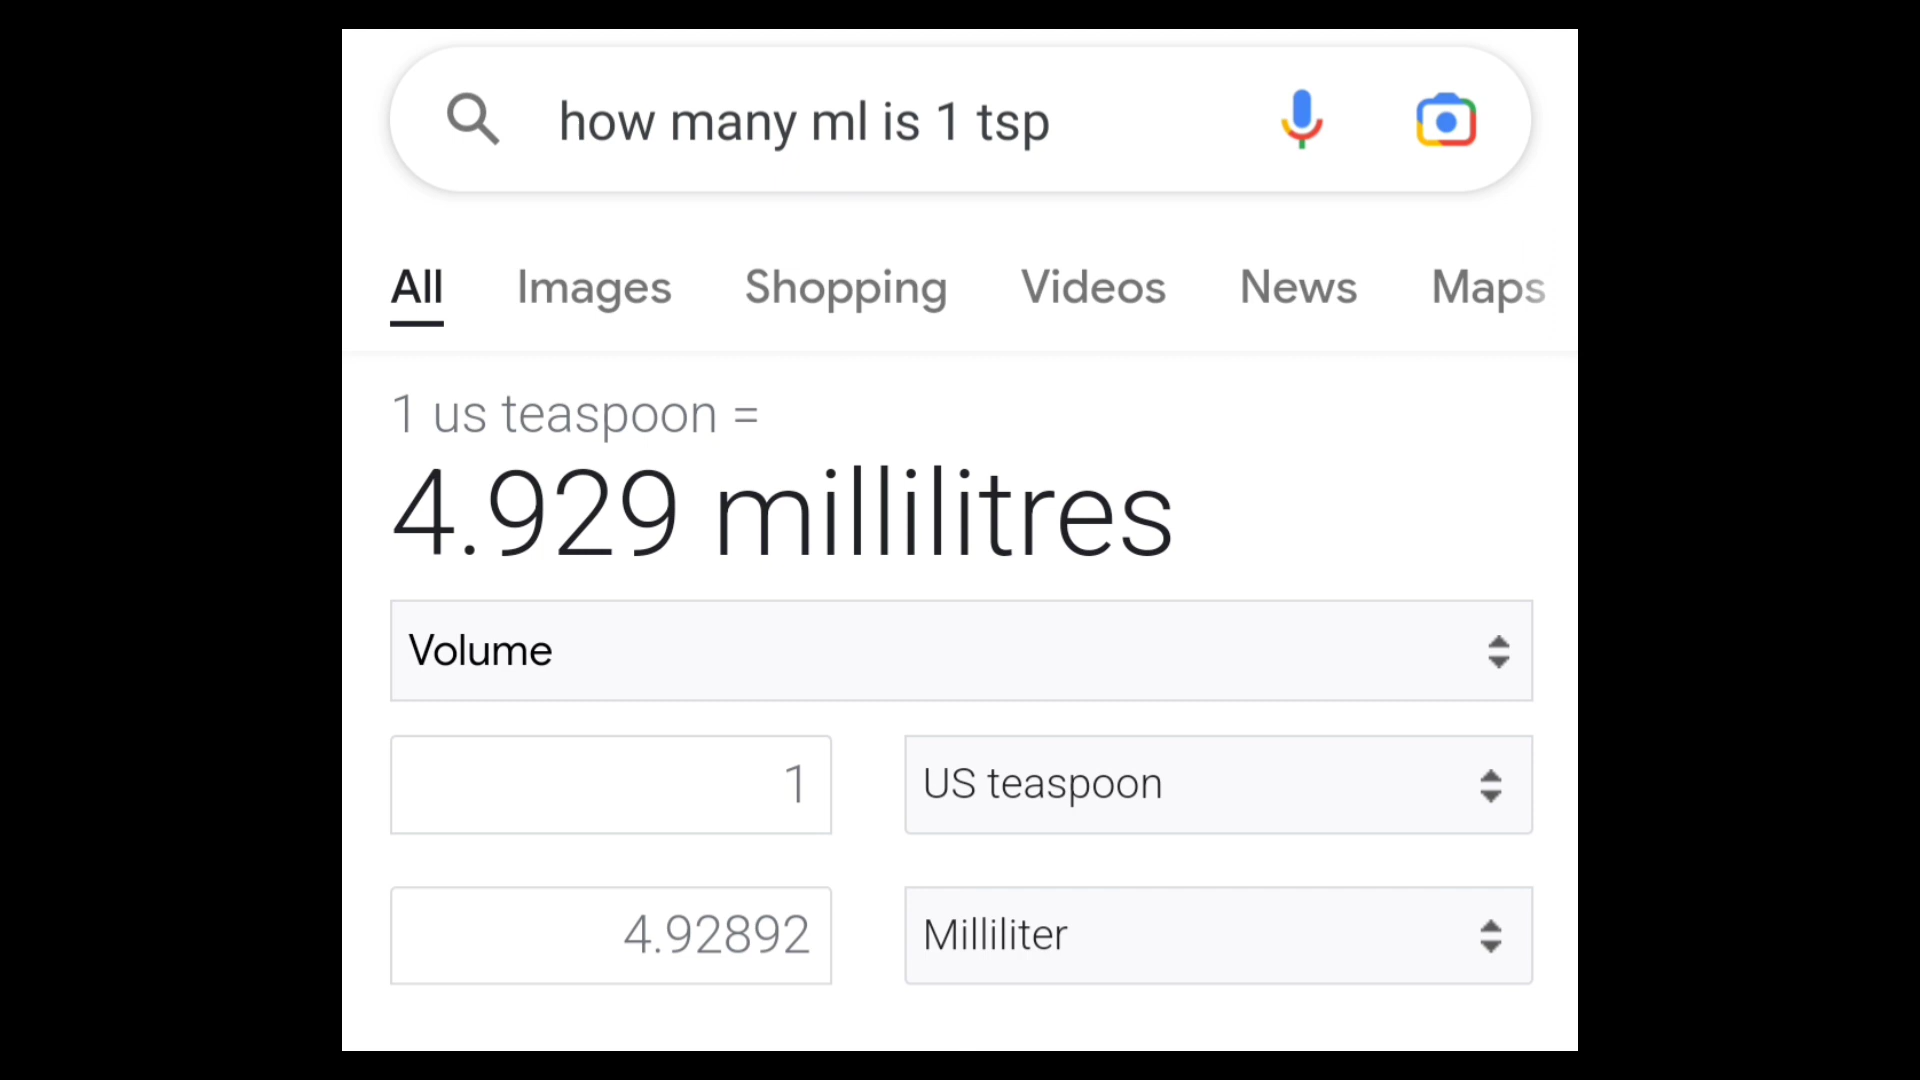 how many ml is 1 tsp
All Images Shopping Videos News Maps
1 us teaspoon =
4.929 millilitres
Volume
1 US teaspoon
4.92892 Milliliter